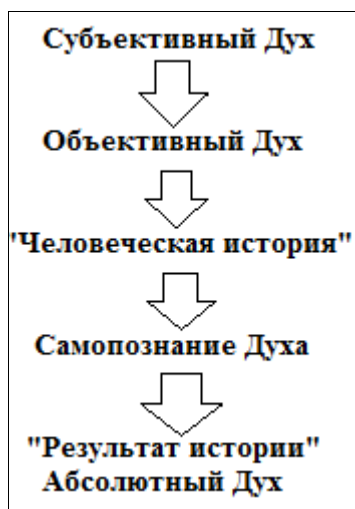 Субъективный Дух
Объективный Дух
"Человеческая история"
Самопознание Духа
"Результат истории"
Абсолютный Дух